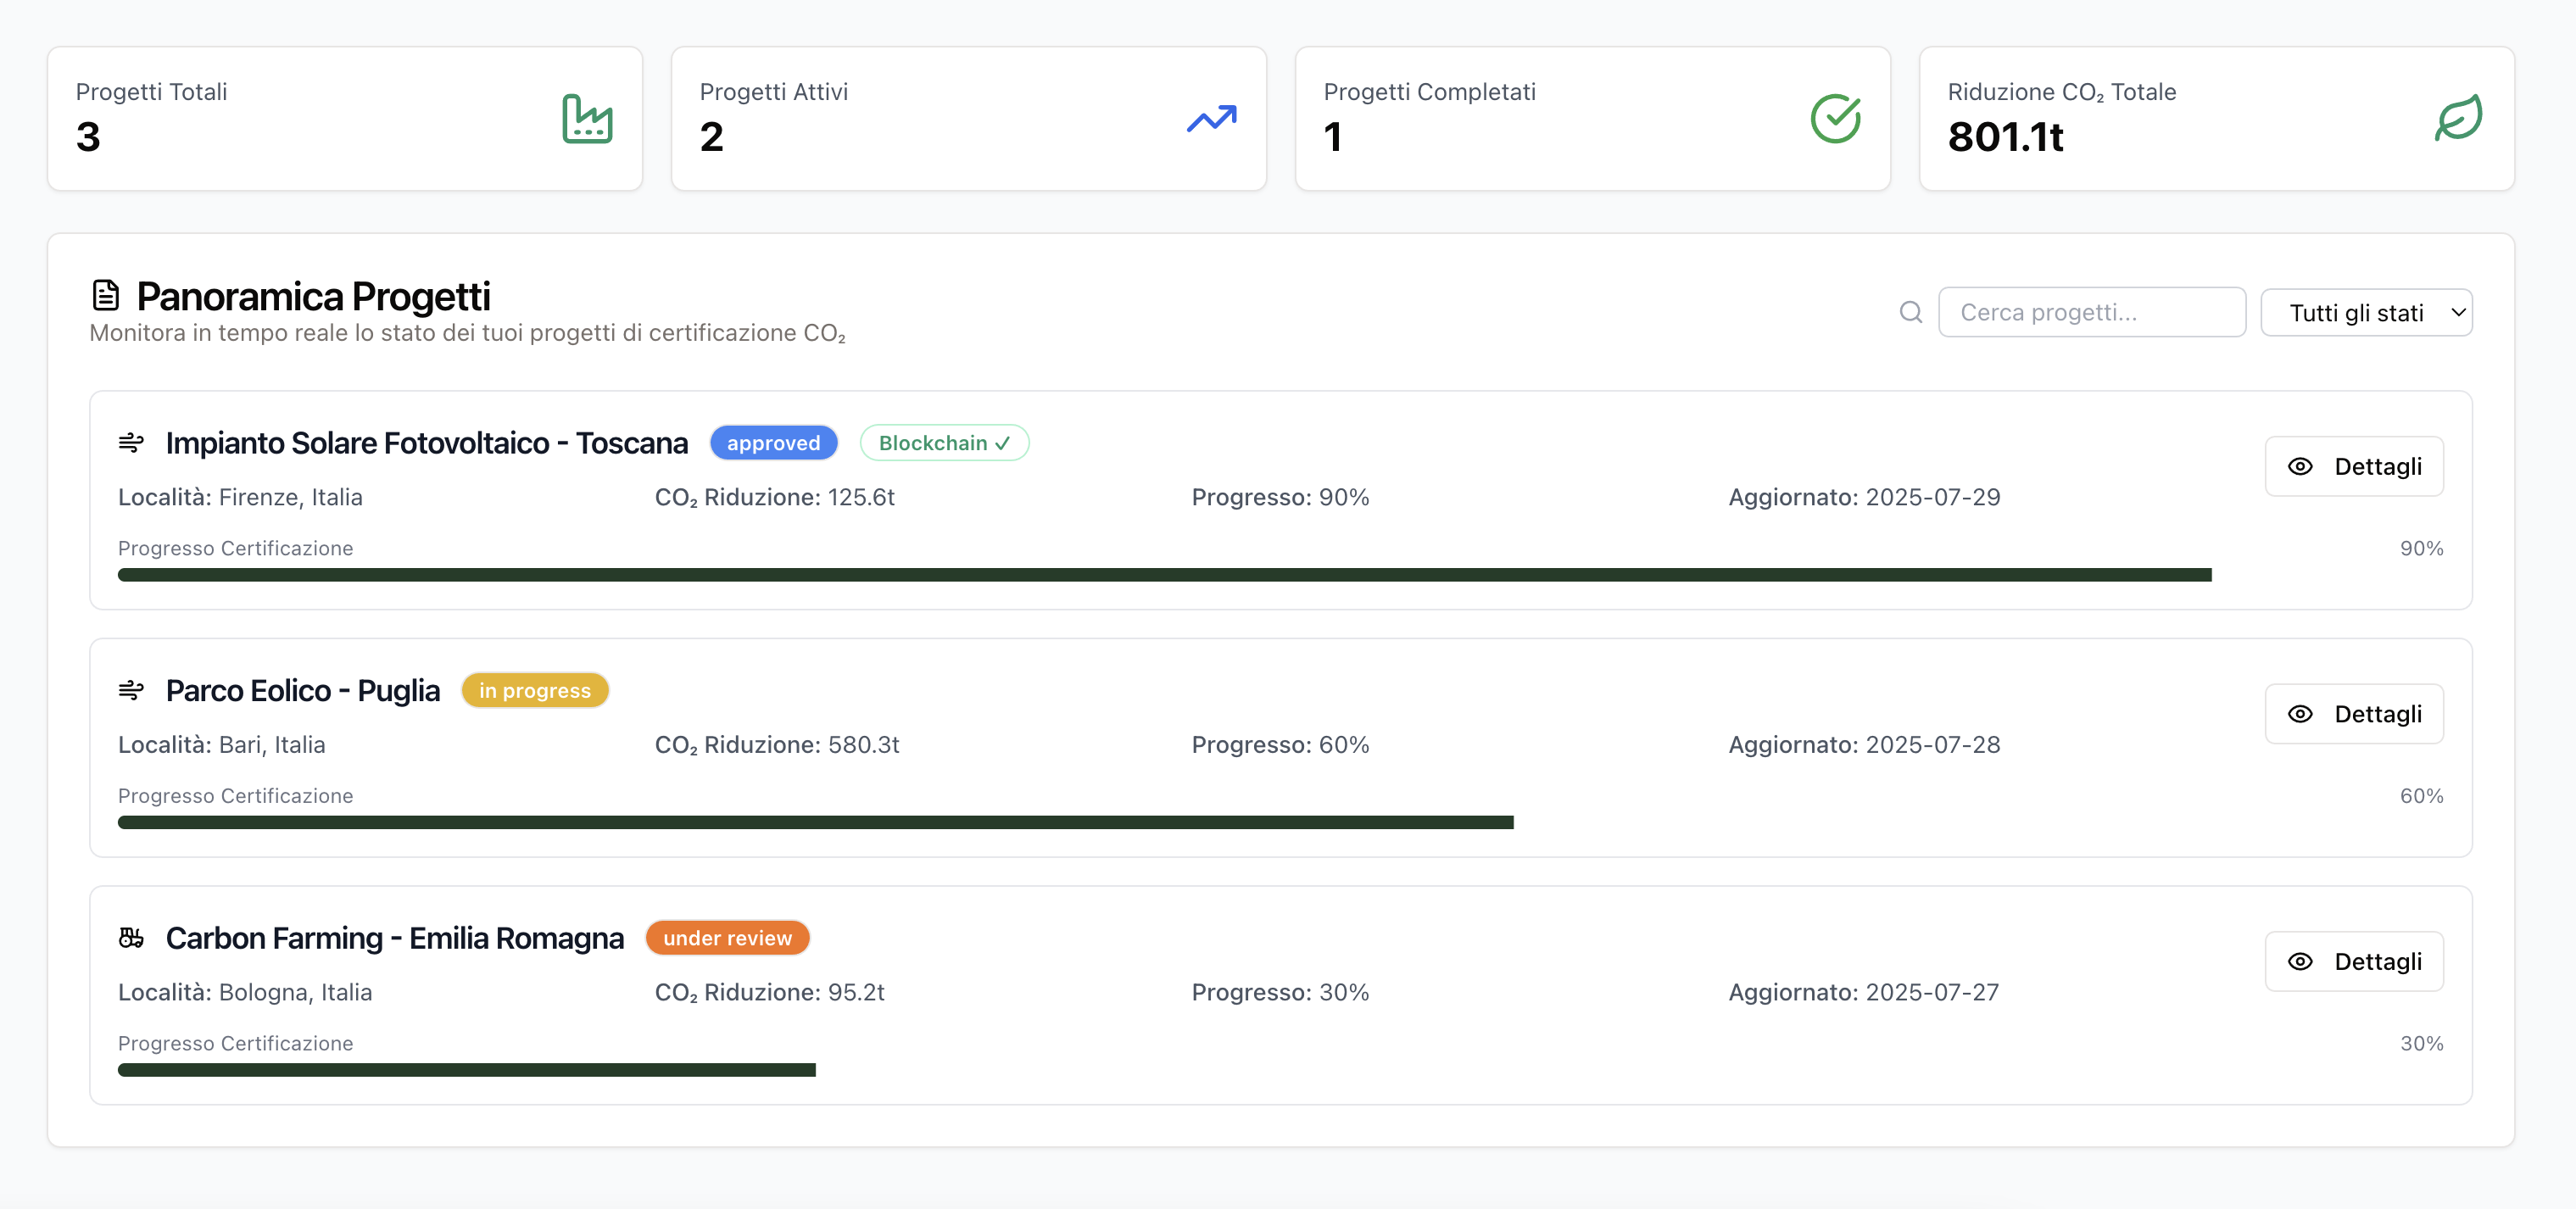 Progetti Totali
3
Progetti Attivi
2
Progetti Completati
1
Riduzione CO₂ Totale
801.1t
Panoramica Progetti
Monitora in tempo reale lo stato dei tuoi progetti di certificazione CO₂
Cerca progetti...
Tutti gli stati
Impianto Solare Fotovoltaico - Toscana approved Blockchain ✓
Dettagli
Località: Firenze, Italia CO₂ Riduzione: 125.6t Progresso: 90% Aggiornato: 2025-07-29
Progresso Certificazione 90%
Parco Eolico - Puglia in progress
Dettagli
Località: Bari, Italia CO₂ Riduzione: 580.3t Progresso: 60% Aggiornato: 2025-07-28
Progresso Certificazione 60%
Carbon Farming - Emilia Romagna under review
Dettagli
Località: Bologna, Italia CO₂ Riduzione: 95.2t Progresso: 30% Aggiornato: 2025-07-27
Progresso Certificazione 30%